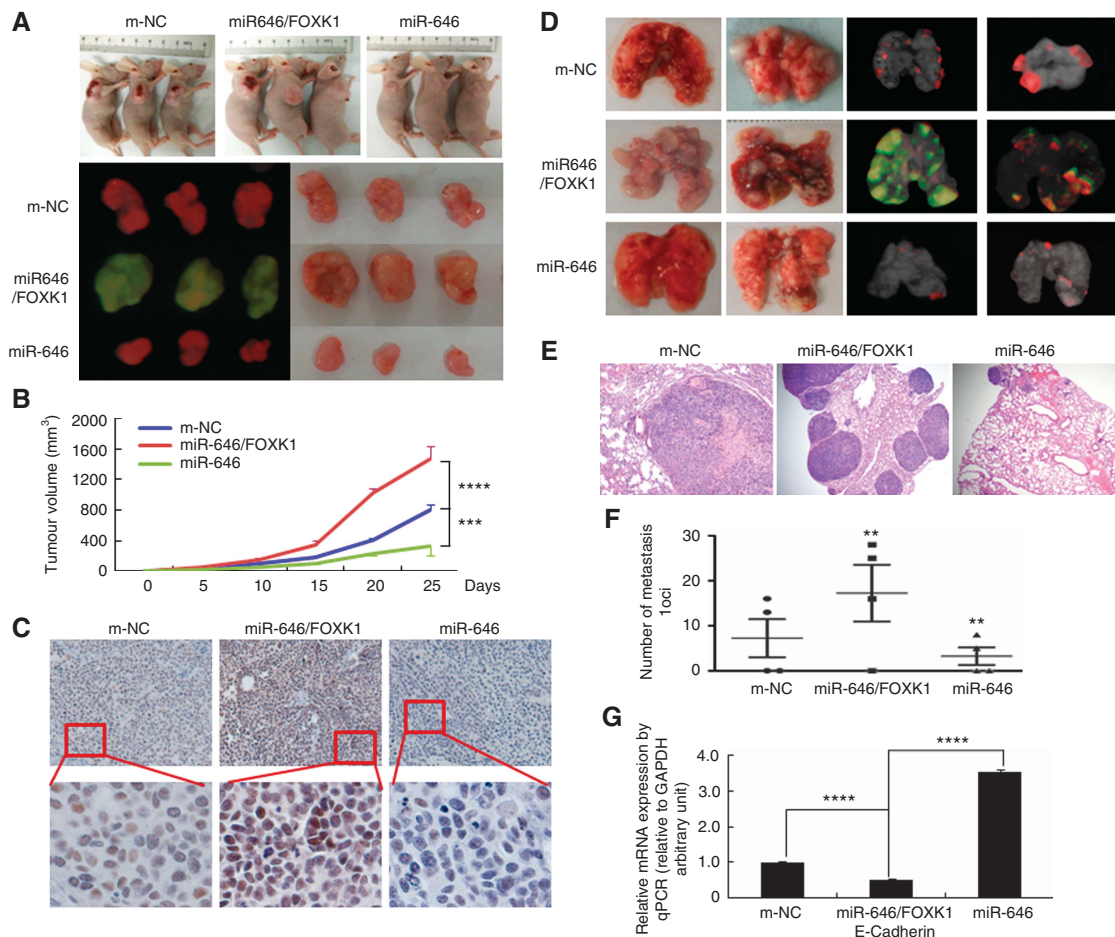 A
m-NC
miR646/FOXK1
miR-646
m-NC
miR646
/FOXK1
miR-646
B
Tumour volume (mm³)
2000
1600
1200
800
400
0
m-NC
miR-646/FOXK1
miR-646
****
***
0 5 10 15 20 25 Days
C
m-NC
miR-646/FOXK1
miR-646
D
m-NC
miR646
/FOXK1
miR-646
E
m-NC
miR-646/FOXK1
miR-646
F
Number of metastasis
1oci
30
20
10
0
**
**
m-NC
miR-646/FOXK1
miR-646
G
Relative mRNA expression by
qPCR (relative to GAPDH
arbitrary unit)
4.0
3.0
2.0
1.0
0
****
****
m-NC
miR-646/FOXK1
miR-646
E-Cadherin